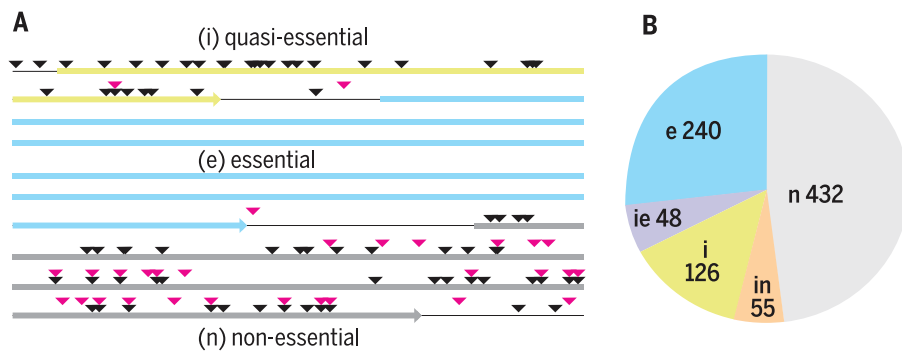 A
(i) quasi-essential
(e) essential
(n) non-essential
B
e 240
n 432
ie 48
i
126
in
55